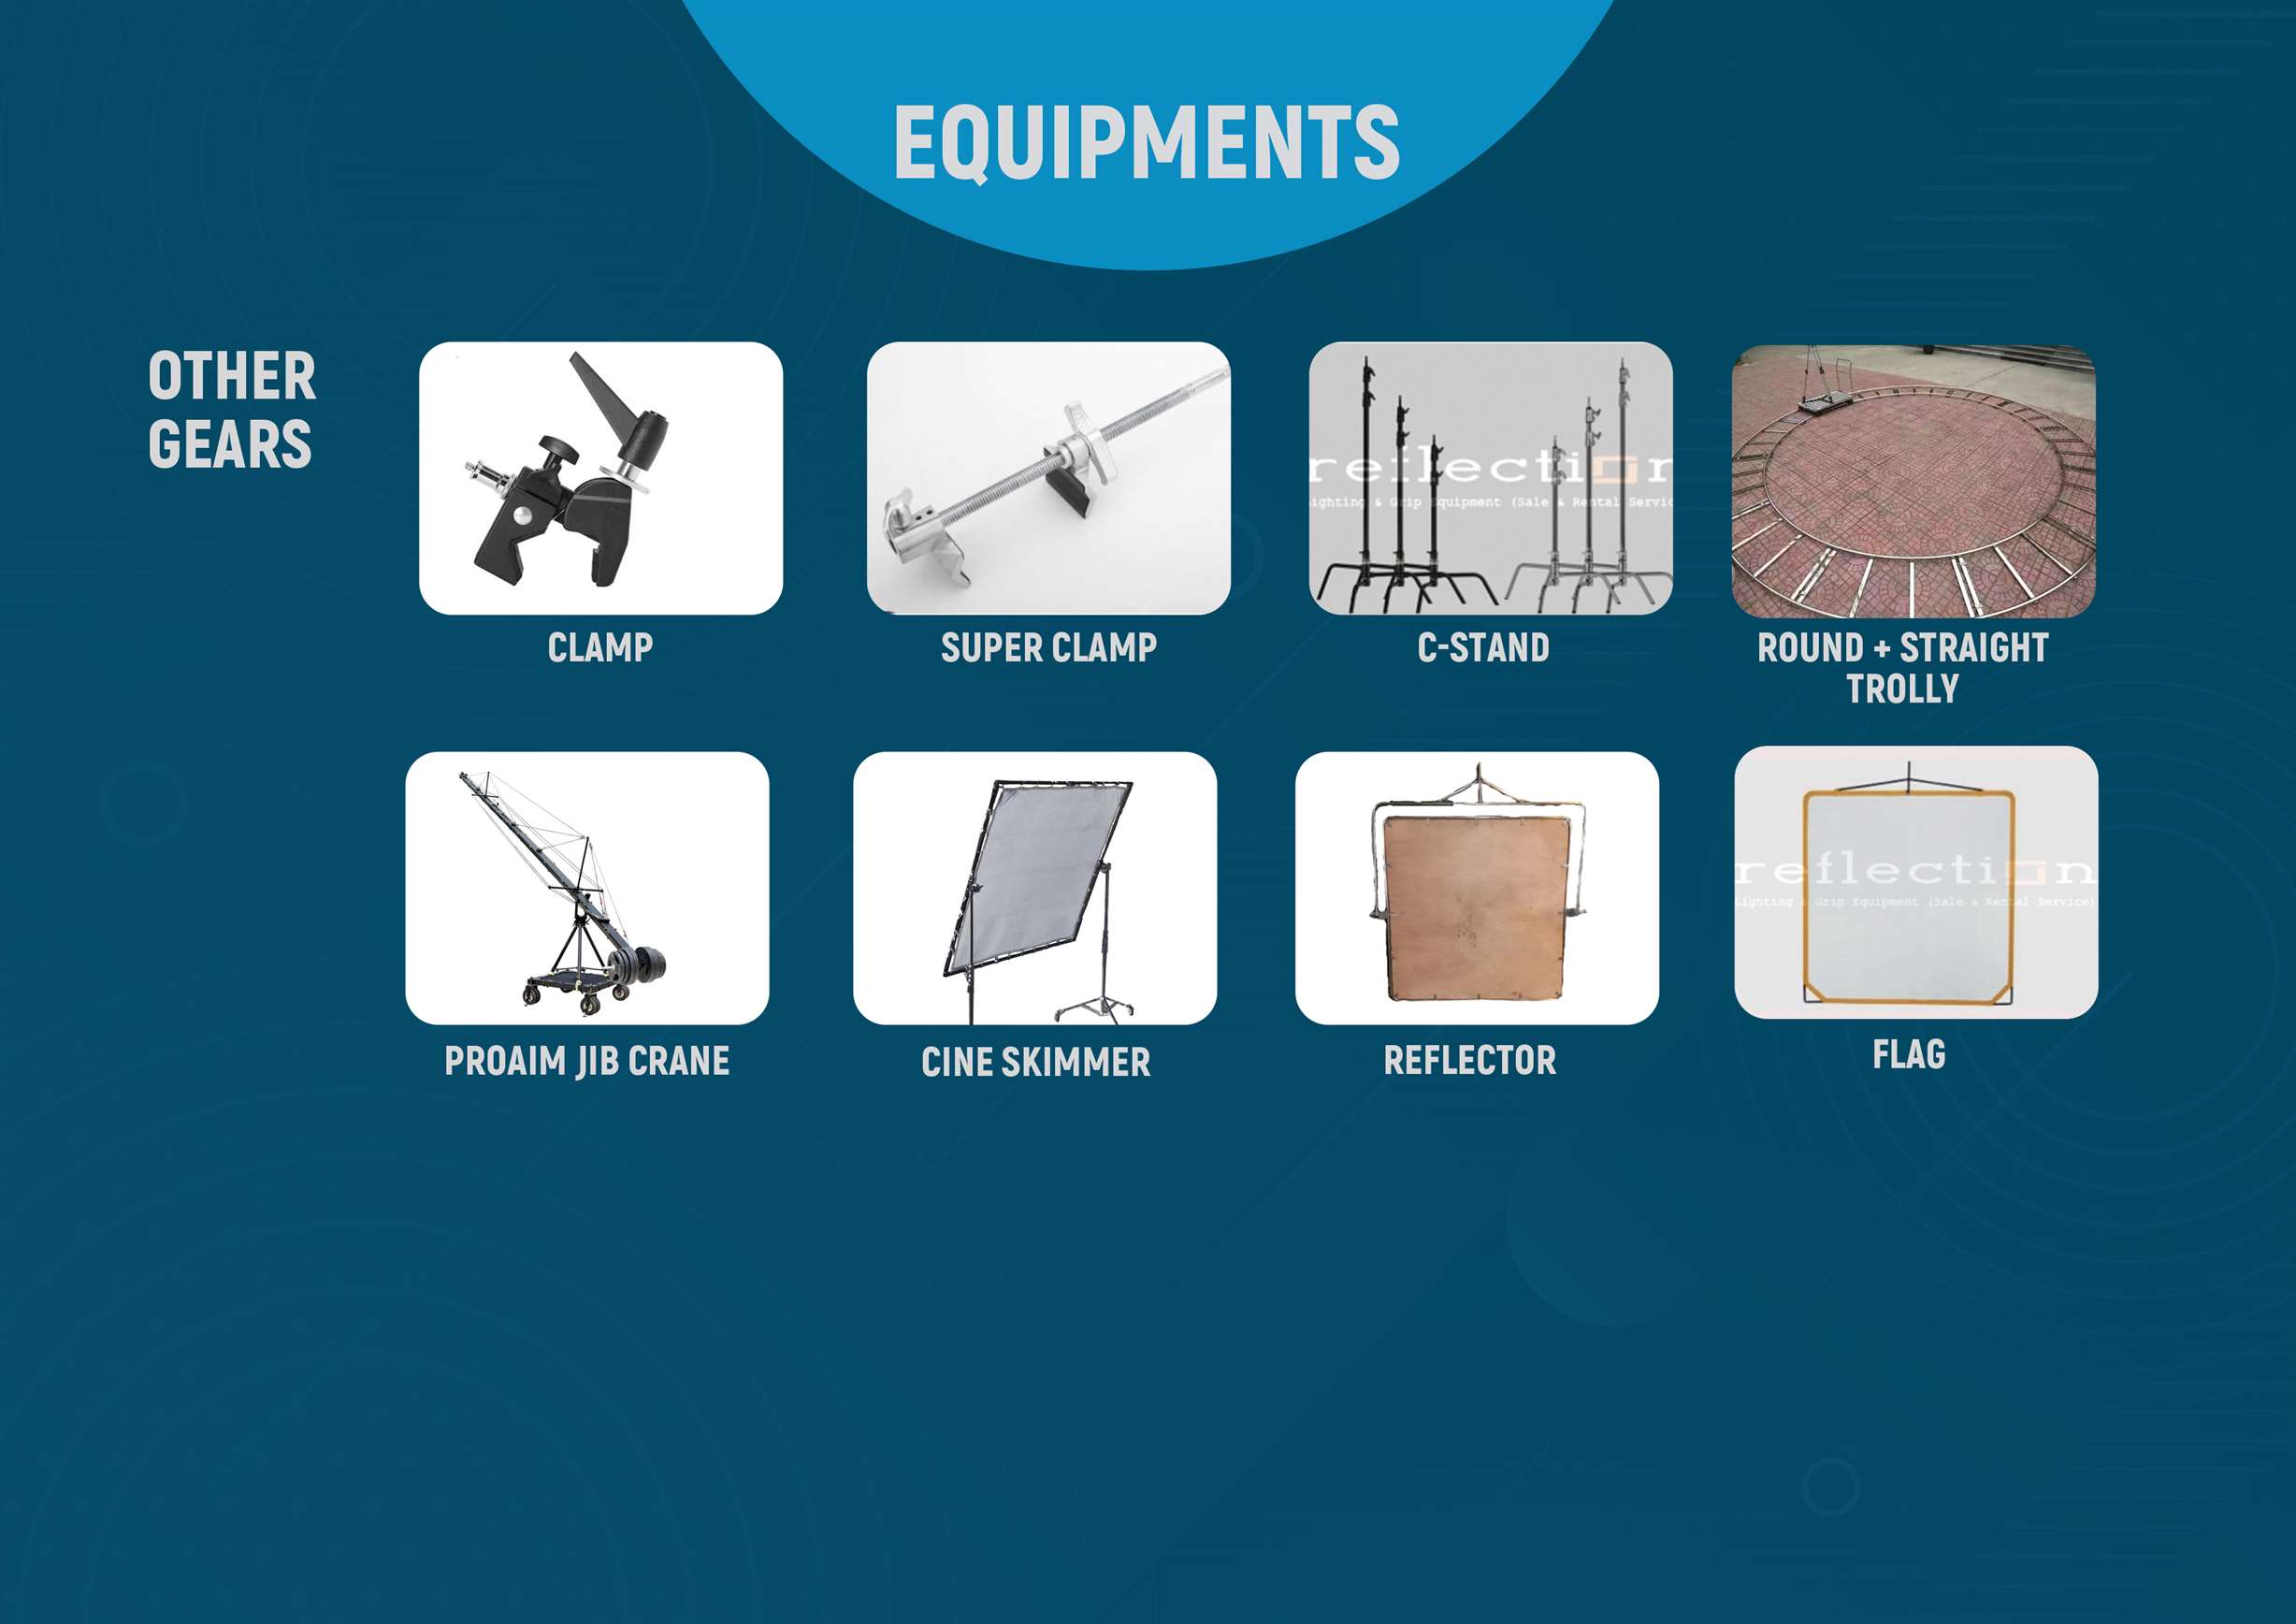 EQUIPMENTS
OTHER
GEARS
reflection
Lighting & Grip Equipment (Sale & Rental Servic
CLAMP
SUPER CLAMP
C-STAND
ROUND + STRAIGHT
TROLLY
reflection
Lighting & Grip Equipment (Sale & Rental Service)
PROAIM JIB CRANE
CINE SKIMMER
REFLECTOR
FLAG